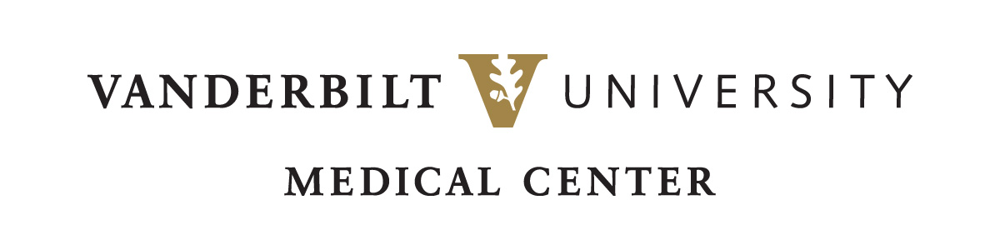 VANDERBILT V UNIVERSITY
MEDICAL CENTER